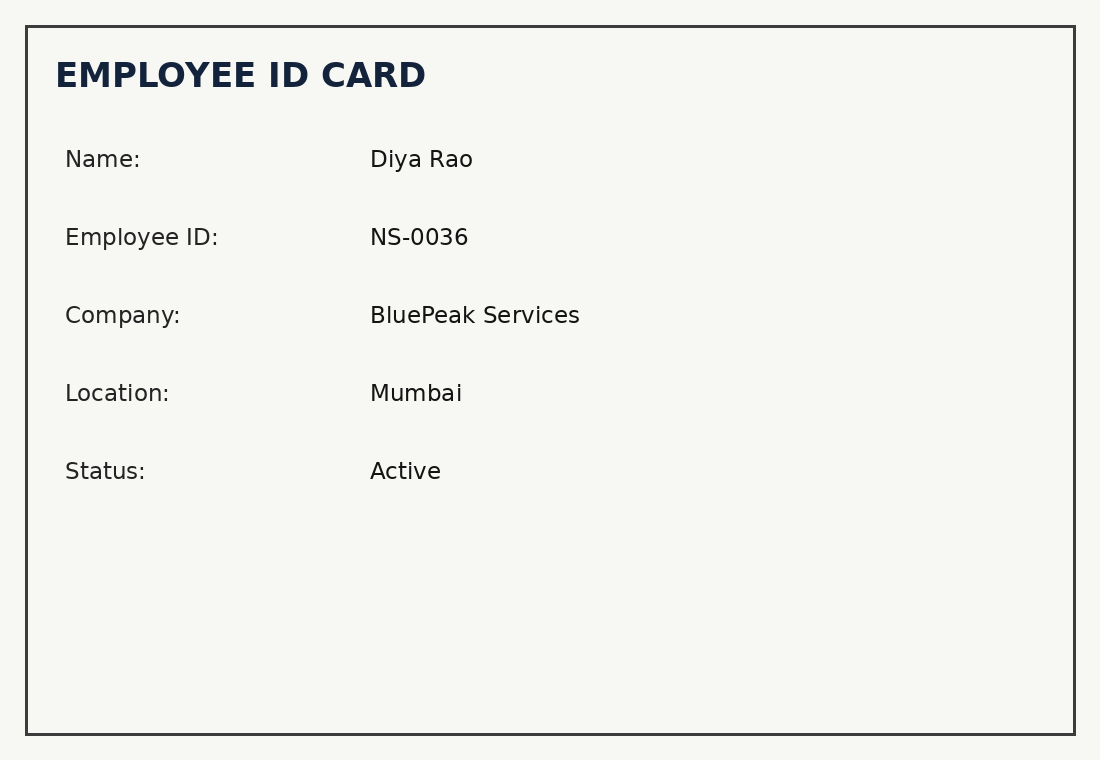 EMPLOYEE ID CARD
Name: Diya Rao
Employee ID: NS-0036
Company: BluePeak Services
Location: Mumbai
Status: Active